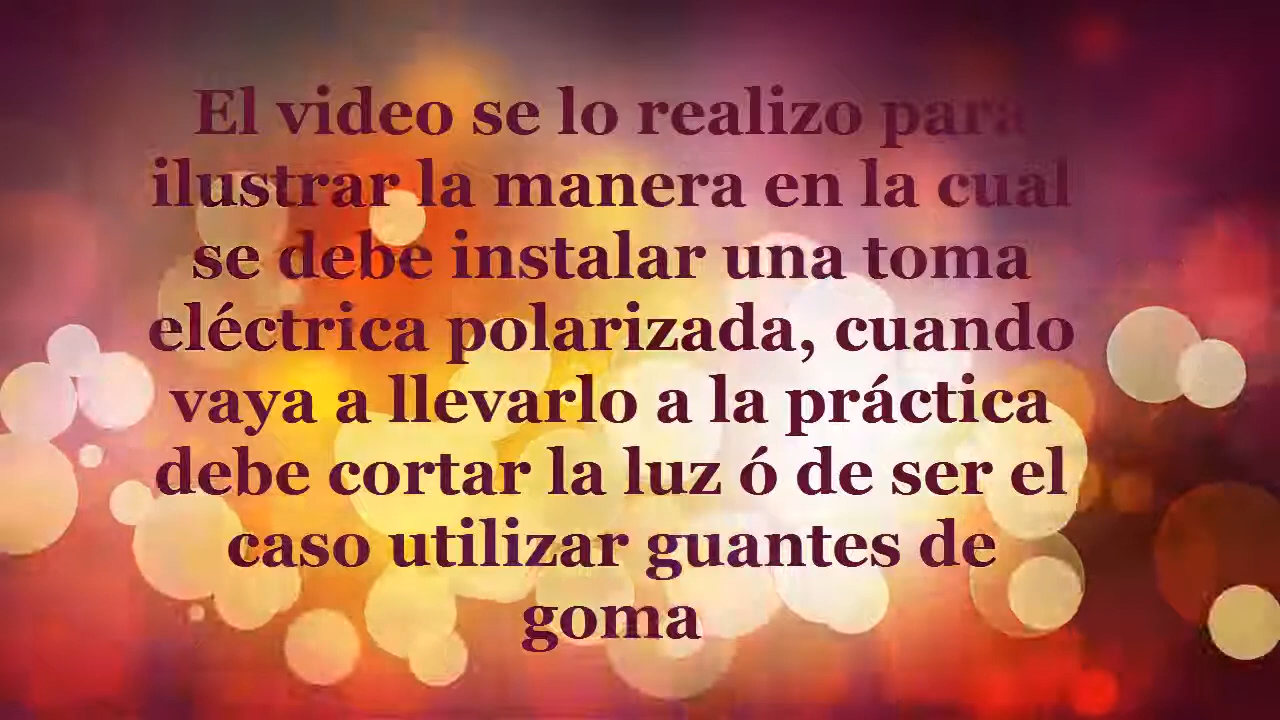 El video se lo realizo para
ilustrar la manera en la cual
se debe instalar una toma
eléctrica polarizada, cuando
vaya a llevarlo a la práctica
debe cortar la luz ó de ser el
caso utilizar guantes de
goma